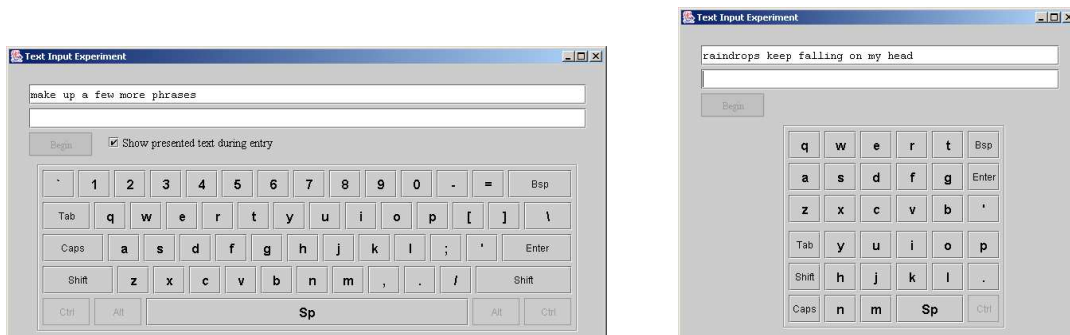 Text Input Experiment
make up a few more phrases
Begin
Show presented text during entry
` 1 2 3 4 5 6 7 8 9 0 - = Bsp
Tab q w e r t y u i o p [ ] \
Caps a s d f g h j k l ; ' Enter
Shift z x c v b n m , . / Shift
Ctrl Alt Sp Alt Ctrl
Text Input Experiment
raindrops keep falling on my head
Begin
q w e r t Bsp
a s d f g Enter
z x c v b '
Tab y u i o p
Shift h j k l .
Caps n m Sp Ctrl